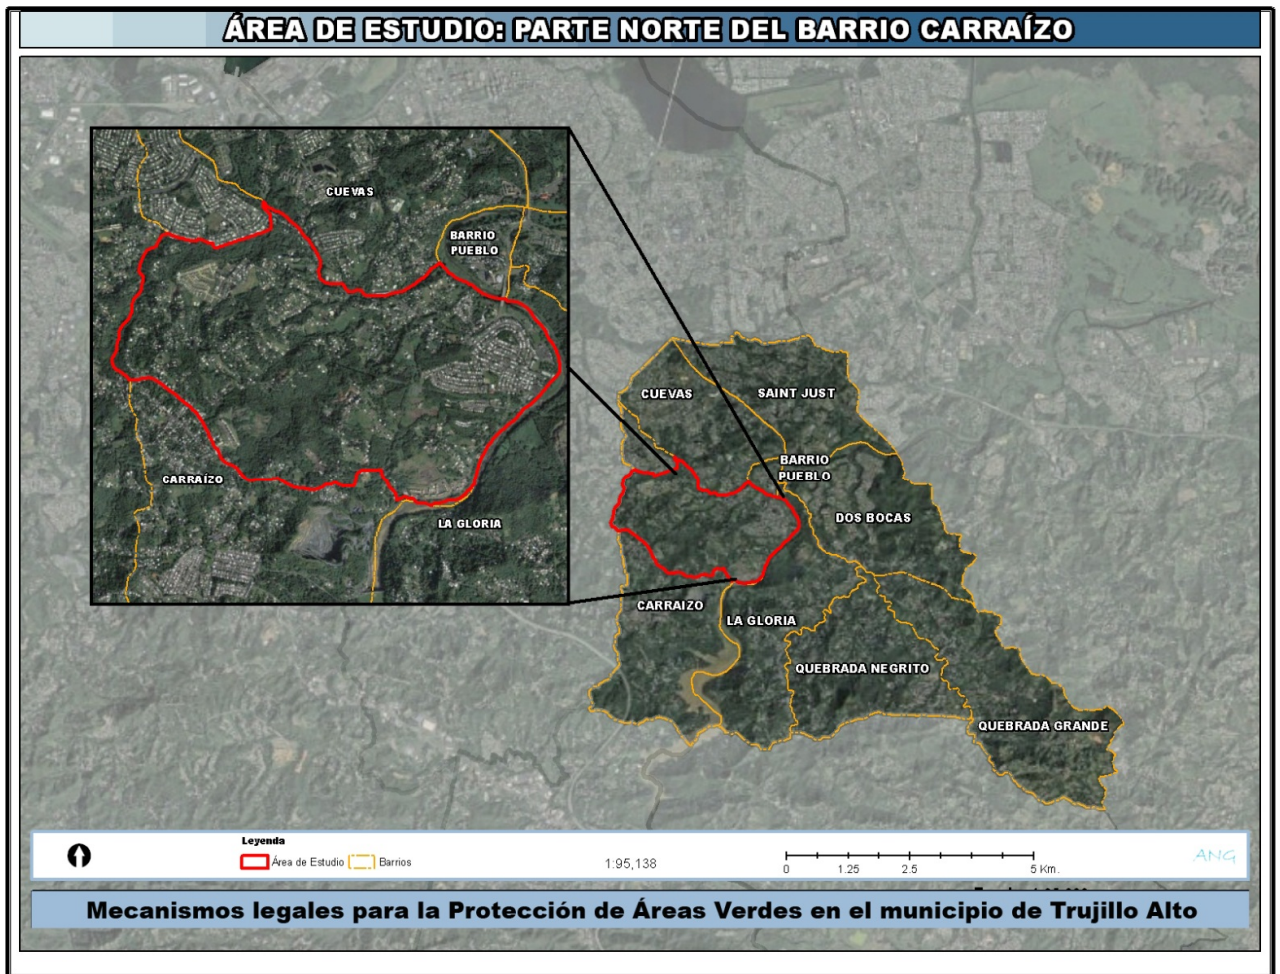 ÁREA DE ESTUDIO: PARTE NORTE DEL BARRIO CARRAÍZO
CUEVAS
BARRIO
PUEBLO
CARRAÍZO
LA GLORIA
CUEVAS
SAINT JUST
BARRIO
PUEBLO
DOS BOCAS
CARRAIZO
LA GLORIA
QUEBRADA NEGRITO
QUEBRADA GRANDE
Leyenda
Área de Estudio
Barrios
1:95,138
0 1.25 2.5 5 Km.
ANG
Mecanismos legales para la Protección de Áreas Verdes en el municipio de Trujillo Alto